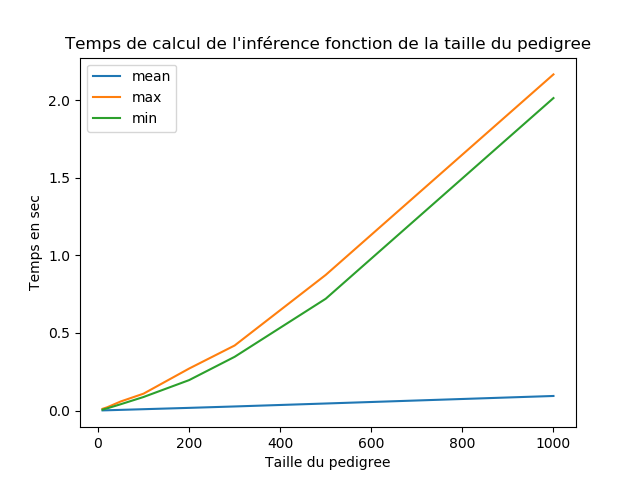 Temps de calcul de l'inférence fonction de la taille du pedigree
mean
max
min
2.0
1.5
1.0
0.5
0.0
Temps en sec
0 200 400 600 800 1000
Taille du pedigree